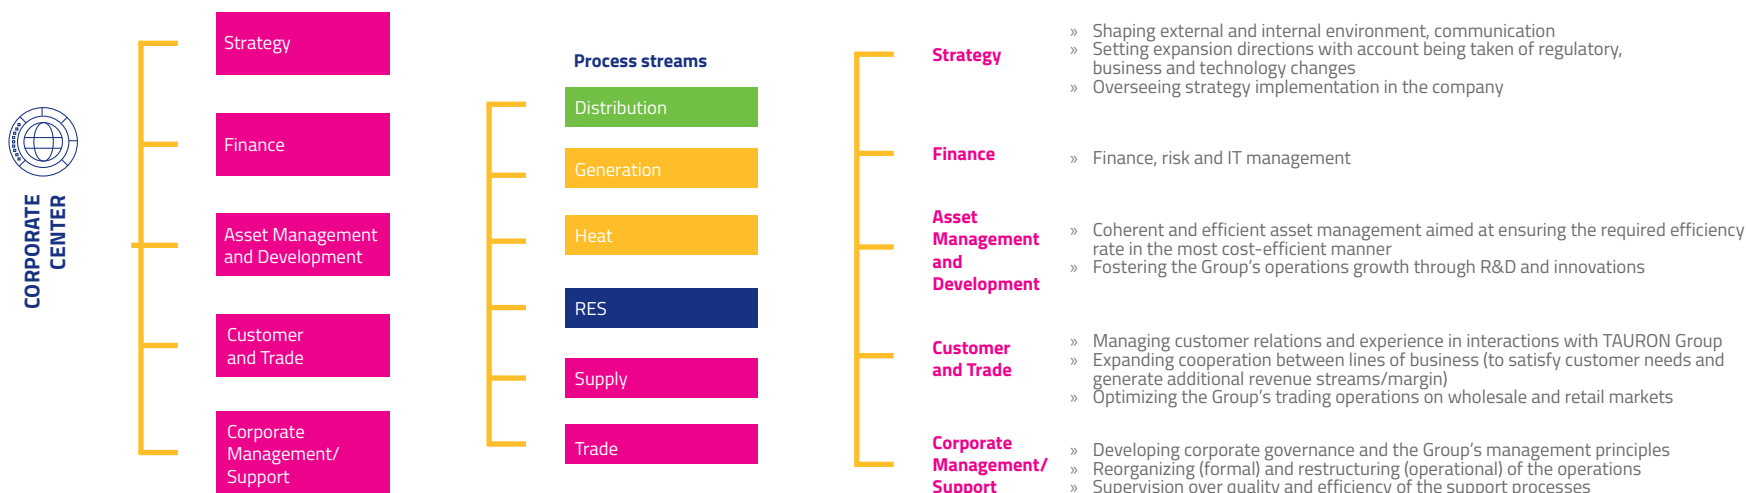 CORPORATE
CENTER
Strategy
Finance
Asset Management
and Development
Customer
and Trade
Corporate
Management/
Support
Process streams
Distribution
Generation
Heat
RES
Supply
Trade
Strategy
» Shaping external and internal environment, communication
» Setting expansion directions with account being taken of regulatory,
business and technology changes
» Overseeing strategy implementation in the company
Finance
» Finance, risk and IT management
Asset
Management
and
Development
» Coherent and efficient asset management aimed at ensuring the required efficiency
rate in the most cost-efficient manner
» Fostering the Group's operations growth through R&D and innovations
Customer
and Trade
» Managing customer relations and experience in interactions with TAURON Group
» Expanding cooperation between lines of business (to satisfy customer needs and
generate additional revenue streams/margin)
» Optimizing the Group's trading operations on wholesale and retail markets
Corporate
Management/
Support
» Developing corporate governance and the Group's management principles
» Reorganizing (formal) and restructuring (operational) of the operations
» Supervision over quality and efficiency of the support processes